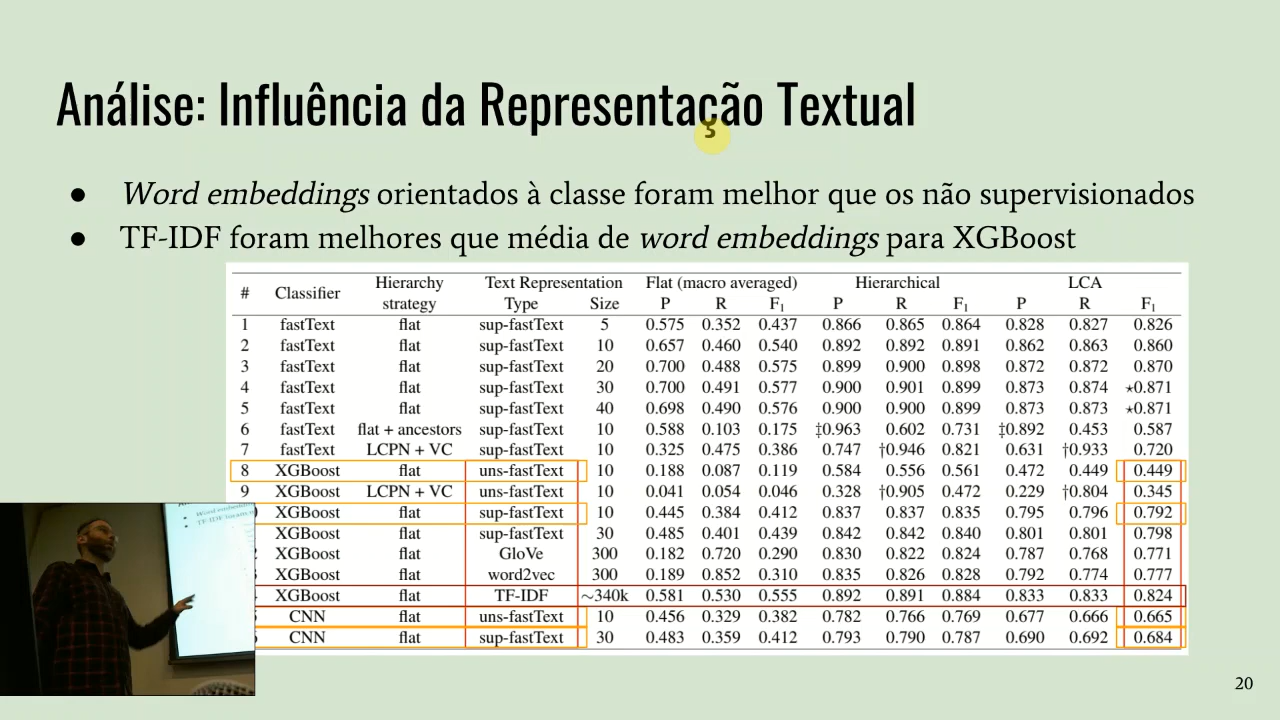 Análise: Influência da Representação Textual
● Word embeddings orientados à classe foram melhor que os não supervisionados
● TF-IDF foram melhores que média de word embeddings para XGBoost
# Classifier Hierarchy strategy Text Representation Flat (macro averaged) Hierarchical LCA
Type Size P R F₁ P R F₁ P R F₁
1 fastText flat sup-fastText 5 0.575 0.352 0.437 0.866 0.865 0.864 0.828 0.827 0.826
2 fastText flat sup-fastText 10 0.657 0.460 0.540 0.892 0.892 0.891 0.862 0.863 0.860
3 fastText flat sup-fastText 20 0.700 0.488 0.575 0.899 0.900 0.898 0.872 0.872 0.870
4 fastText flat sup-fastText 30 0.700 0.491 0.577 0.900 0.901 0.899 0.873 0.874 ⋆0.871
5 fastText flat sup-fastText 40 0.698 0.490 0.576 0.900 0.900 0.899 0.873 0.873 ⋆0.871
6 fastText flat + ancestors sup-fastText 10 0.588 0.103 0.175 ‡0.963 0.602 0.731 ‡0.892 0.453 0.587
7 fastText LCPN + VC sup-fastText 10 0.325 0.475 0.386 0.747 †0.946 0.821 0.631 †0.933 0.720
8 XGBoost flat uns-fastText 10 0.188 0.087 0.119 0.584 0.556 0.561 0.472 0.449 0.449
9 XGBoost LCPN + VC uns-fastText 10 0.041 0.054 0.046 0.328 †0.905 0.472 0.229 †0.804 0.345
XGBoost flat sup-fastText 10 0.445 0.384 0.412 0.837 0.837 0.835 0.795 0.796 0.792
XGBoost flat sup-fastText 30 0.485 0.401 0.439 0.842 0.842 0.840 0.801 0.801 0.798
XGBoost flat GloVe 300 0.182 0.720 0.290 0.830 0.822 0.824 0.787 0.768 0.771
XGBoost flat word2vec 300 0.189 0.852 0.310 0.835 0.826 0.828 0.792 0.774 0.777
XGBoost flat TF-IDF ~340k 0.581 0.530 0.555 0.892 0.891 0.884 0.833 0.833 0.824
CNN flat uns-fastText 10 0.456 0.329 0.382 0.782 0.766 0.769 0.677 0.666 0.665
CNN flat sup-fastText 30 0.483 0.359 0.412 0.793 0.790 0.787 0.690 0.692 0.684
20